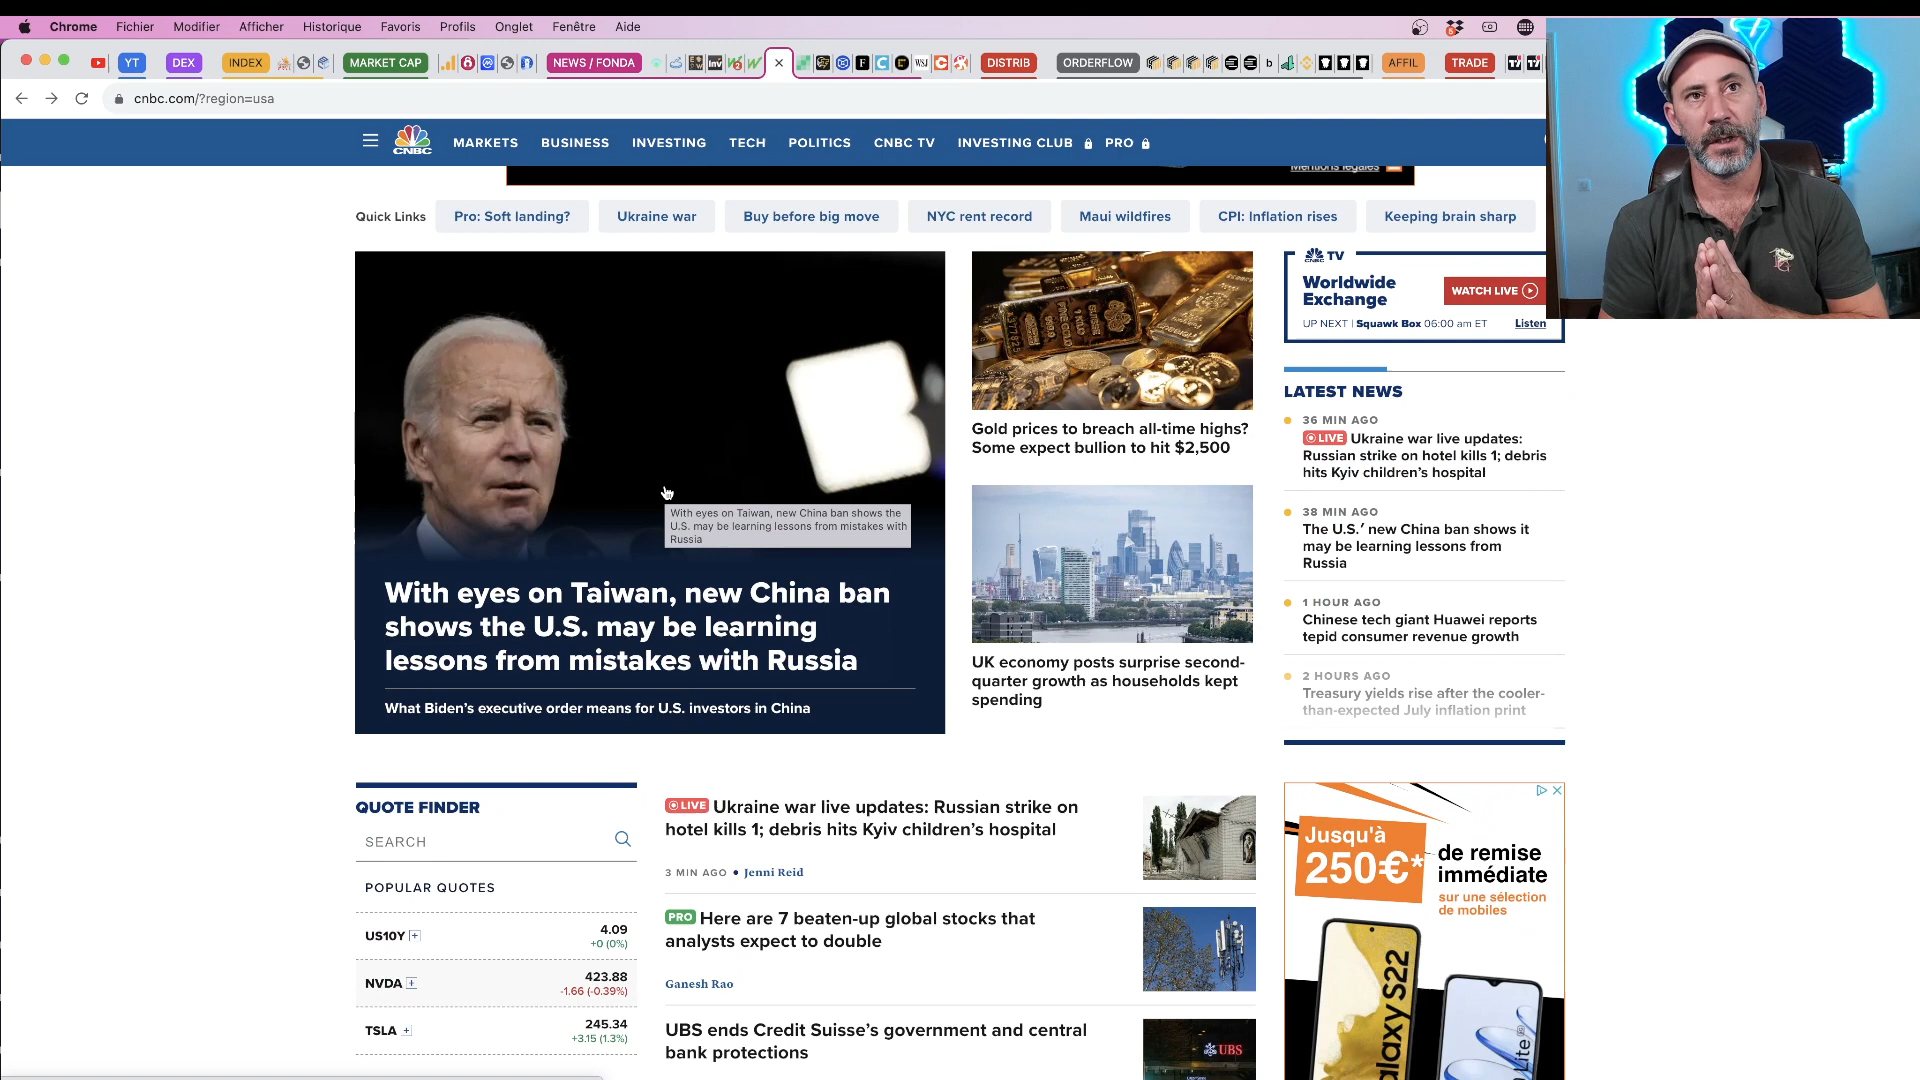 Chrome Fichier Modifier Afficher Historique Favoris Profils Onglet Fenêtre Aide
YT DEX INDEX MARKET CAP NEWS / FONDA DISTRIB ORDERFLOW AFFIL TRADE
cnbc.com/?region=usa
CNBC MARKETS BUSINESS INVESTING TECH POLITICS CNBC TV INVESTING CLUB PRO
Mentions légales
Quick Links Pro: Soft landing? Ukraine war Buy before big move NYC rent record Maui wildfires CPI: Inflation rises Keeping brain sharp
With eyes on Taiwan, new China ban shows the
U.S. may be learning lessons from mistakes with
Russia
With eyes on Taiwan, new China ban
shows the U.S. may be learning
lessons from mistakes with Russia
What Biden’s executive order means for U.S. investors in China
Gold prices to breach all-time highs?
Some expect bullion to hit $2,500
UK economy posts surprise second-
quarter growth as households kept
spending
CNBC TV
Worldwide
Exchange
WATCH LIVE
UP NEXT | Squawk Box 06:00 am ET Listen
LATEST NEWS
36 MIN AGO
LIVE Ukraine war live updates:
Russian strike on hotel kills 1; debris
hits Kyiv children’s hospital
38 MIN AGO
The U.S.′ new China ban shows it
may be learning lessons from
Russia
1 HOUR AGO
Chinese tech giant Huawei reports
tepid consumer revenue growth
2 HOURS AGO
Treasury yields rise after the cooler-
than-expected July inflation print
QUOTE FINDER
SEARCH
POPULAR QUOTES
US10Y 4.09
+0 (0%)
NVDA 423.88
-1.66 (-0.39%)
TSLA 245.34
+3.15 (1.3%)
LIVE Ukraine war live updates: Russian strike on
hotel kills 1; debris hits Kyiv children’s hospital
3 MIN AGO • Jenni Reid
PRO Here are 7 beaten-up global stocks that
analysts expect to double
Ganesh Rao
UBS ends Credit Suisse’s government and central
bank protections
UBS
Jusqu'à
250€*
de remise
immédiate
sur une sélection
de mobiles
alaxy S22
Lite